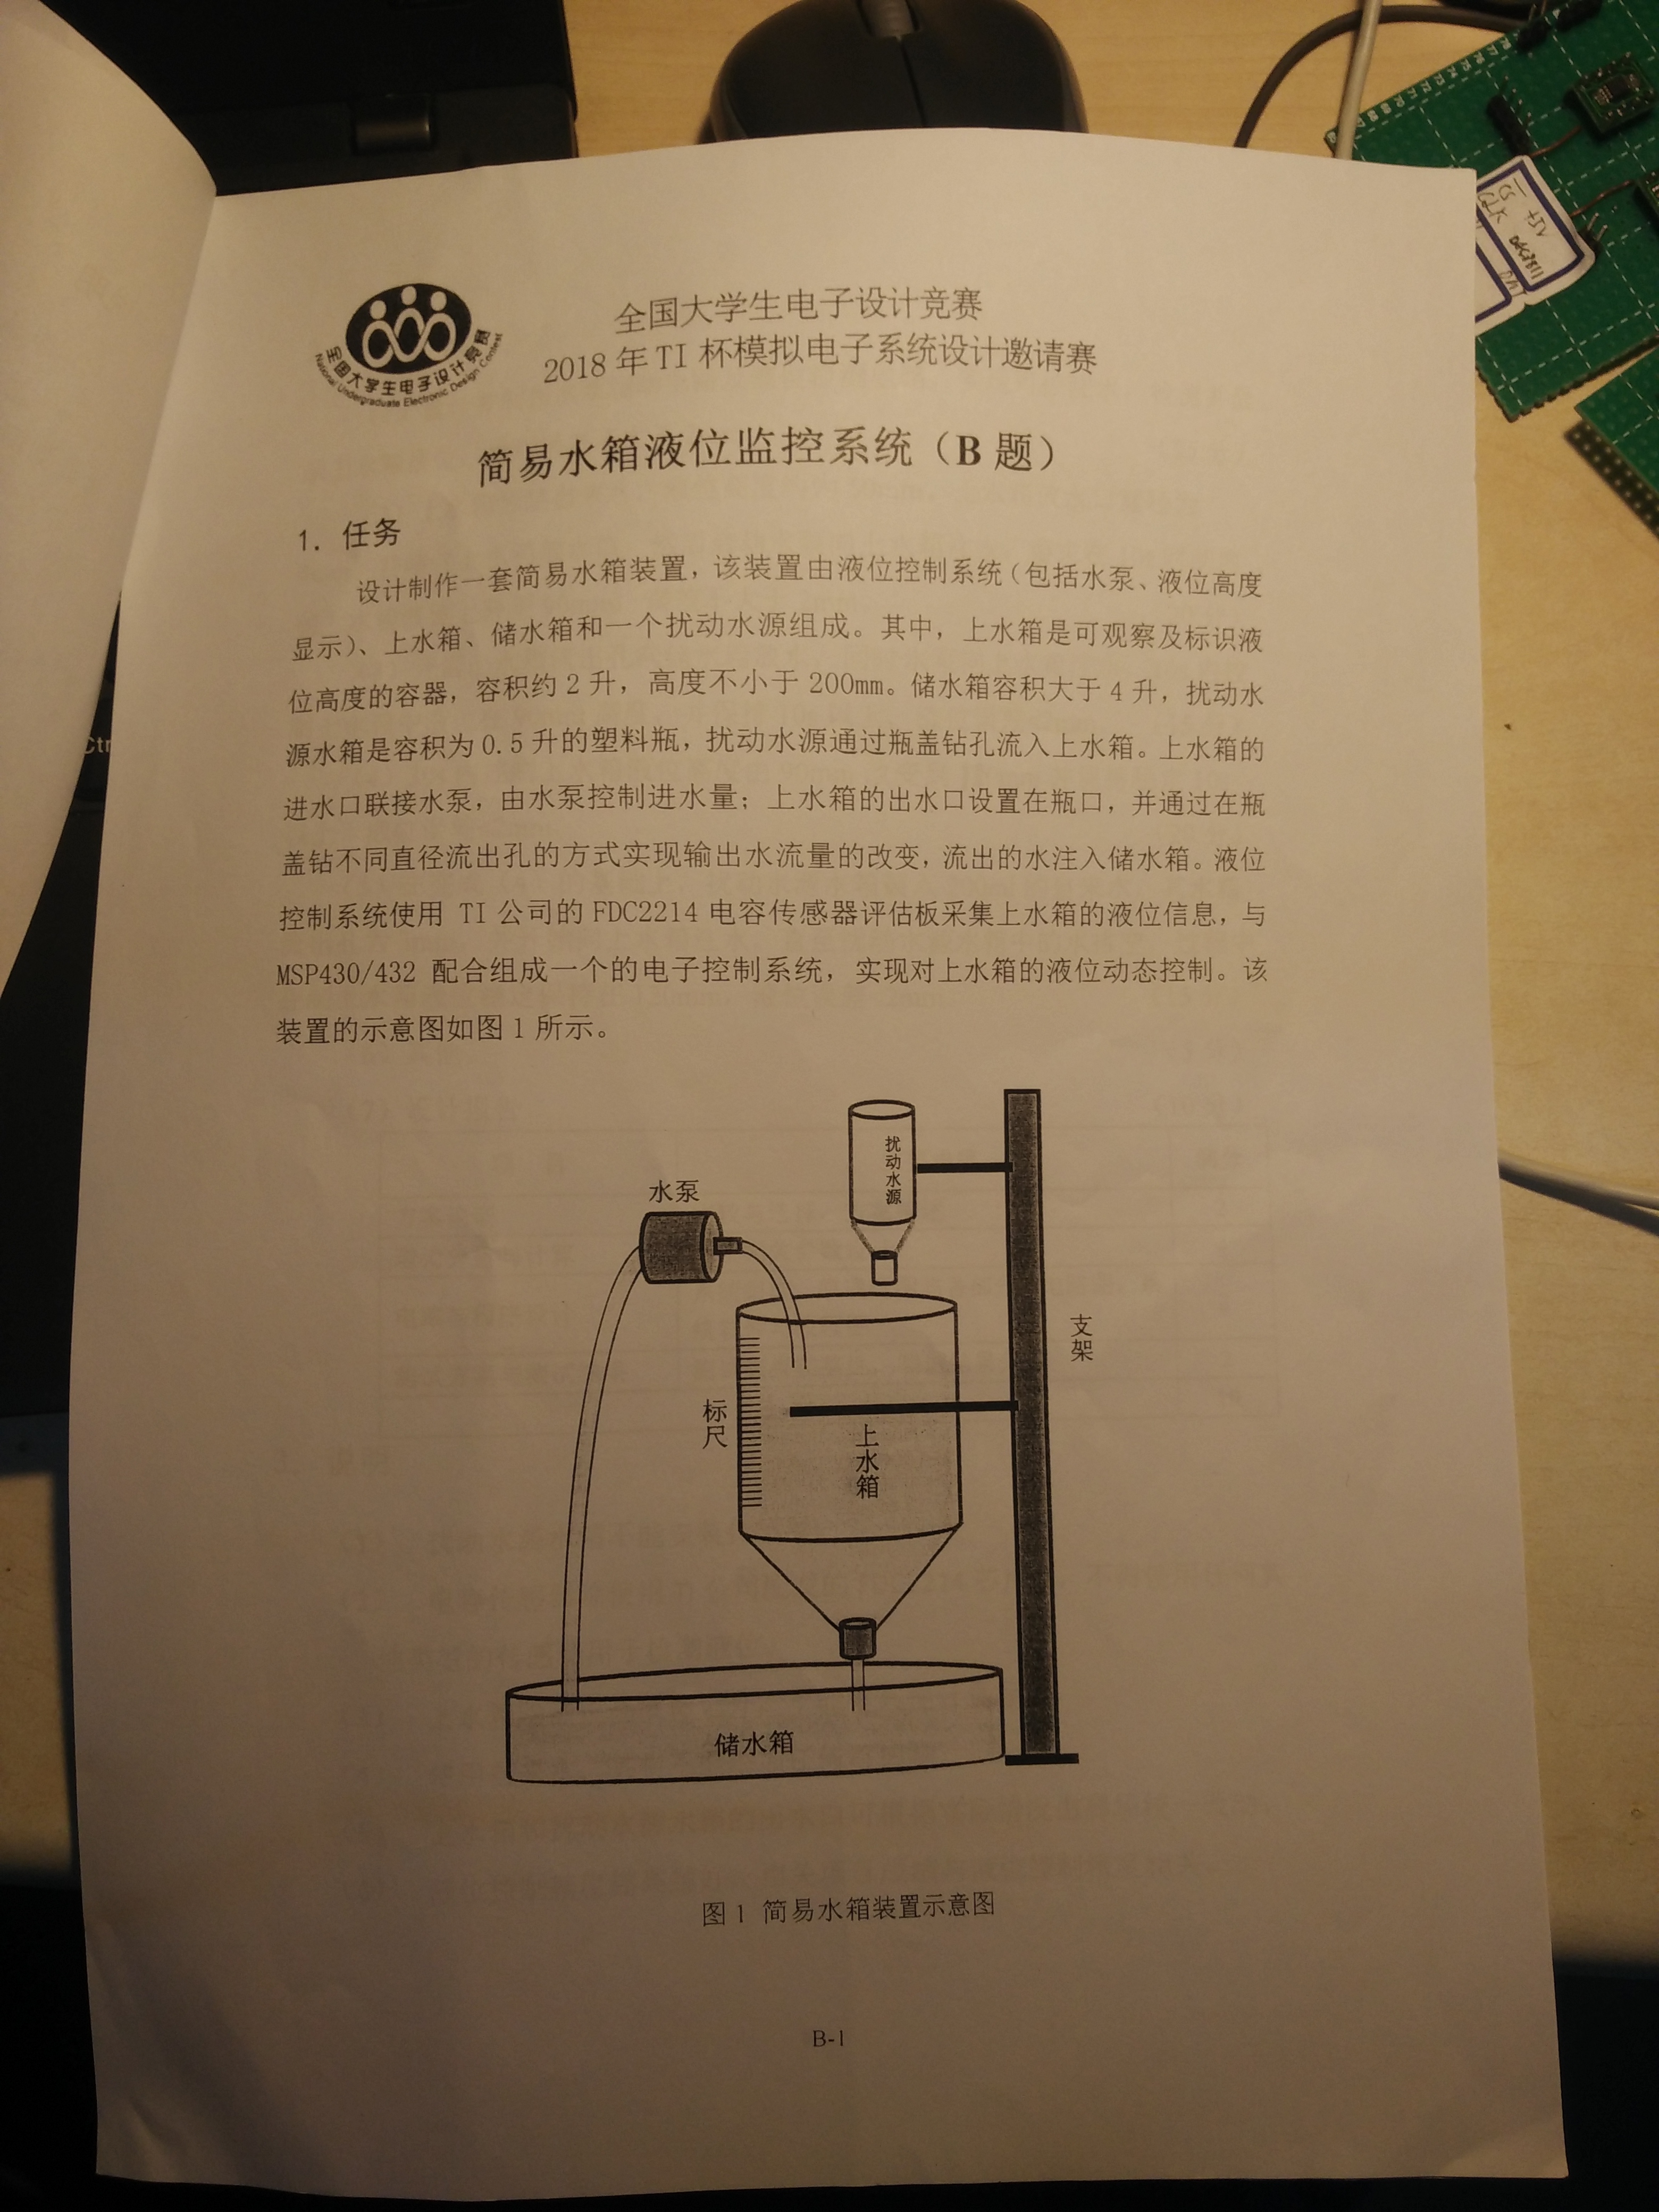 全国大学生电子设计竞赛
National Undergraduate Electronic Design Contest
全国大学生电子设计竞赛
2018 年 TI 杯模拟电子系统设计邀请赛
简易水箱液位监控系统（B 题）
1. 任务
设计制作一套简易水箱装置，该装置由液位控制系统（包括水泵、液位高度
显示）、上水箱、储水箱和一个扰动水源组成。其中，上水箱是可观察及标识液
位高度的容器，容积约 2 升，高度不小于 200mm。储水箱容积大于 4 升，扰动水
源水箱是容积为 0.5 升的塑料瓶，扰动水源通过瓶盖钻孔流入上水箱。上水箱的
进水口联接水泵，由水泵控制进水量；上水箱的出水口设置在瓶口，并通过在瓶
盖钻不同直径流出孔的方式实现输出水流量的改变，流出的水注入储水箱。液位
控制系统使用 TI 公司的 FDC2214 电容传感器评估板采集上水箱的液位信息，与
MSP430/432 配合组成一个的电子控制系统，实现对上水箱的液位动态控制。该
装置的示意图如图 1 所示。
扰动水源
水泵
支架
标尺
上水箱
储水箱
图 1 简易水箱装置示意图
B-1
Ctr
CS
+5V
CLK